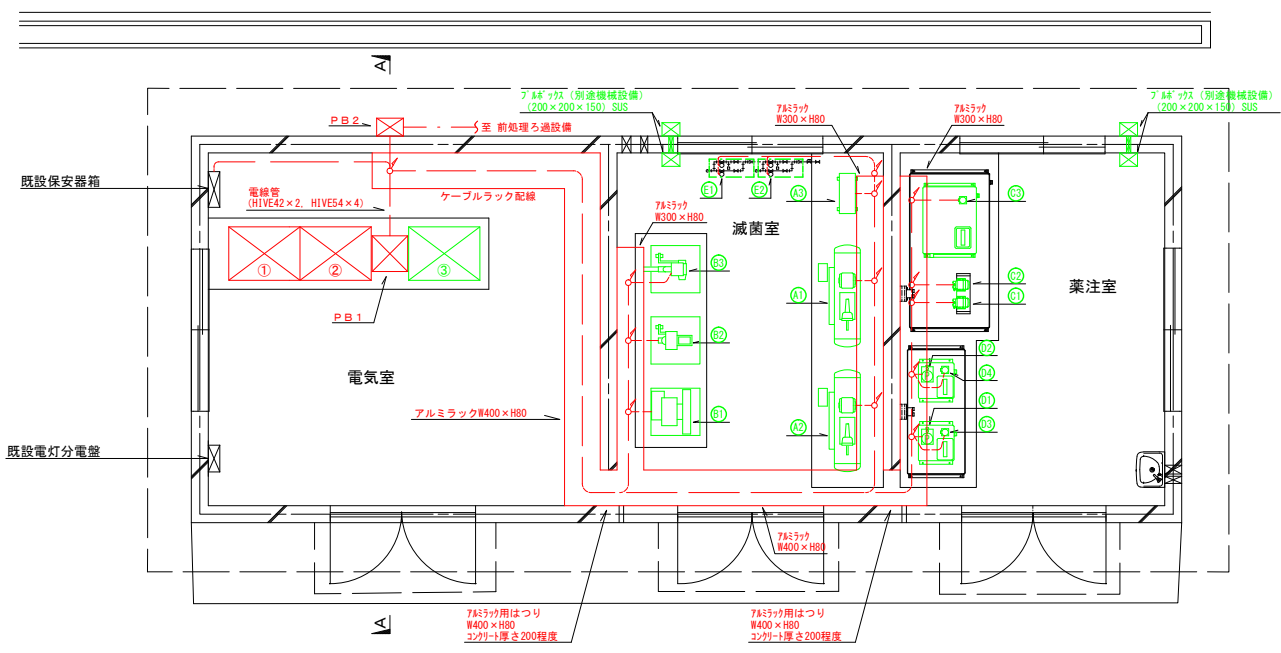 A
プルボックス (別途機械設備)
(200×200×150) SUS
プルボックス (別途機械設備)
(200×200×150) SUS
アルミラック
W300×H80
アルミラック
W300×H80
PB2
至 前処理ろ過設備
既設保安器箱
電線管
(HIVE42×2, HIVE54×4)
ケーブルラック配線
アルミラック
W300×H80
E1
E2
A3
C3
滅菌室
①
②
③
B3
C2
A1
C1
薬注室
PB1
B2
D2
D4
電気室
D1
B1
アルミラックW400×H80
A2
D3
既設電灯分電盤
アルミラック
W400×H80
アルミラック用はつり
W400×H80
コンクリート厚さ200程度
アルミラック用はつり
W400×H80
コンクリート厚さ200程度
A